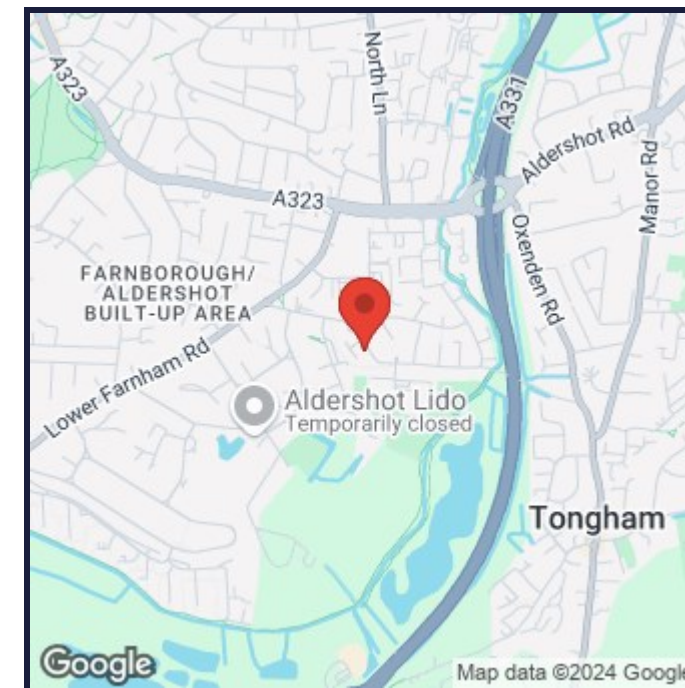 A323
North Ln
A331
Aldershot Rd
Manor Rd
A323
Oxenden Rd
FARNBOROUGH/
ALDERSHOT
BUILT-UP AREA
Lower Farnham Rd
Aldershot Lido
Temporarily closed
Tongham
Google
Map data ©2024 Google